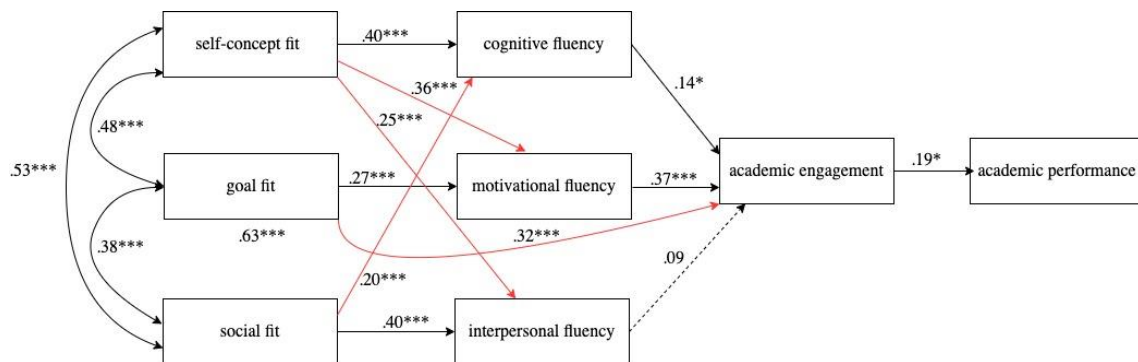 self-concept fit
.40***
cognitive fluency
.36***
.14*
.25***
.48***
.53***
goal fit
.27***
motivational fluency
.37***
academic engagement
.19*
academic performance
.63***
.32***
.38***
.09
.20***
social fit
.40***
interpersonal fluency